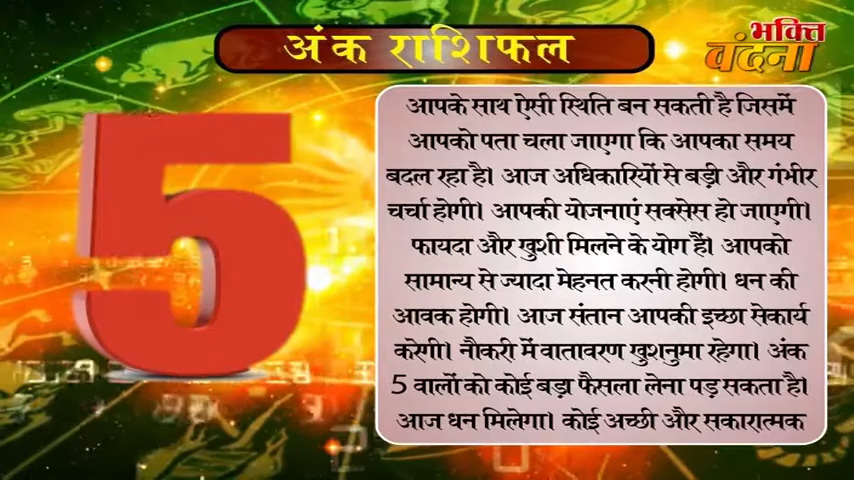 अंक राशिफल
भक्ति
वंदना
5
आपके साथ ऐसी स्थिति बन सकती है जिसमें
आपको पता चला जाएगा कि आपका समय
बदल रहा है। आज अधिकारियों से बड़ी और गंभीर
चर्चा होगी। आपकी योजनाएं सक्सेस हो जाएगी।
फायदा और खुशी मिलने के योग हैं। आपको
सामान्य से ज्यादा मेहनत करनी होगी। धन की
आवक होगी। आज संतान आपकी इच्छा सेकार्य
करेगी। नौकरी में वातावरण खुशनुमा रहेगा। अंक
5 वालों को कोई बड़ा फैसला लेना पड़ सकता है।
आज धन मिलेगा। कोई अच्छी और सकारात्मक